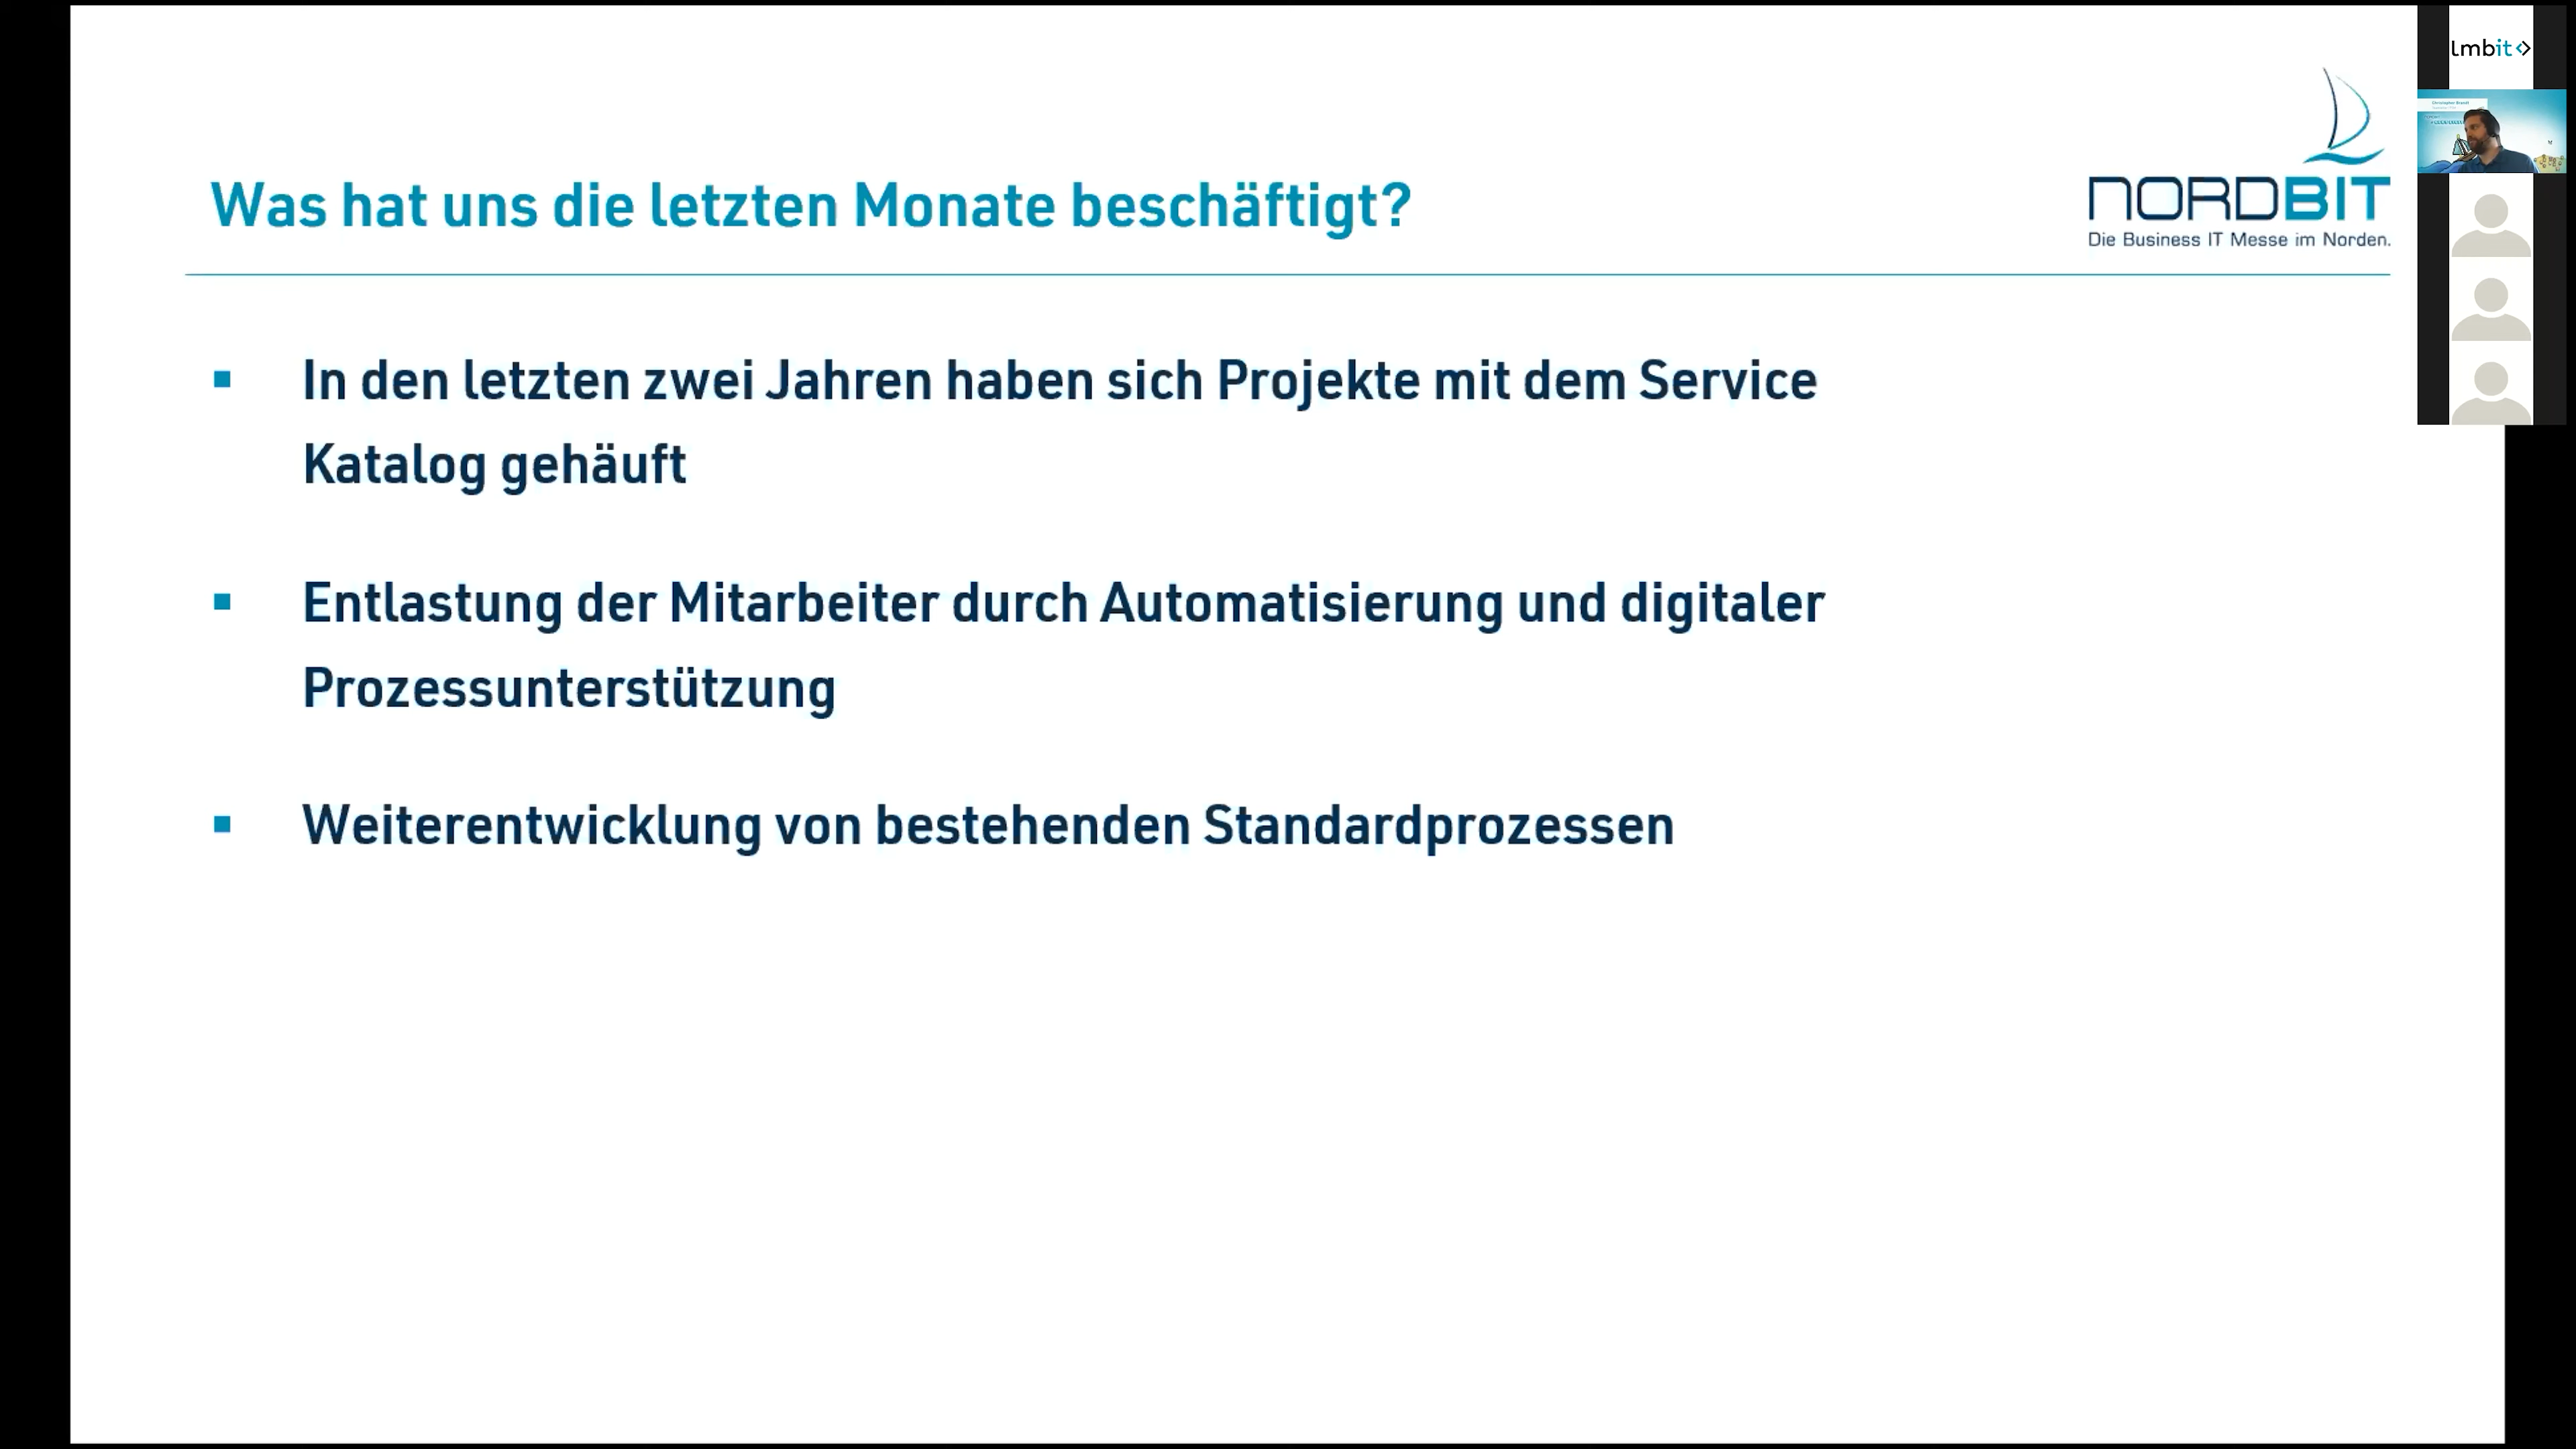 lmbit
NORDBIT
Die Business IT Messe im Norden.
Was hat uns die letzten Monate beschäftigt?
▪ In den letzten zwei Jahren haben sich Projekte mit dem Service
Katalog gehäuft
▪ Entlastung der Mitarbeiter durch Automatisierung und digitaler
Prozessunterstützung
▪ Weiterentwicklung von bestehenden Standardprozessen